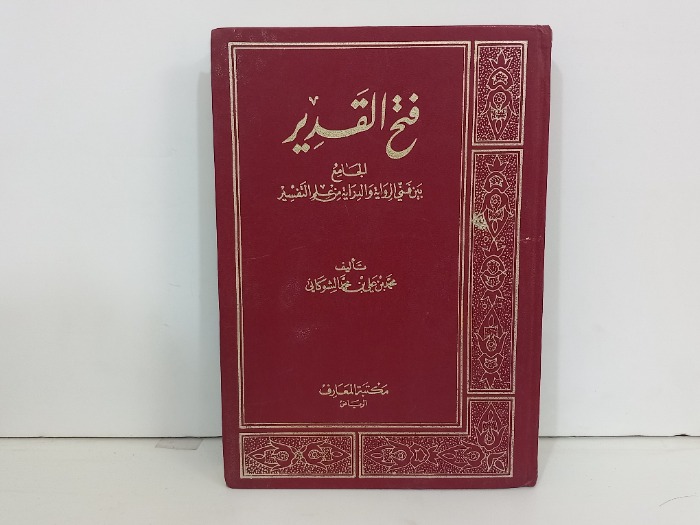 فتح القدير
الجامع
بين فني الرواية والدراية من علم التفسير
تأليف
محمد بن علي بن محمد الشوكاني
مكتبة المعارف
الرياض